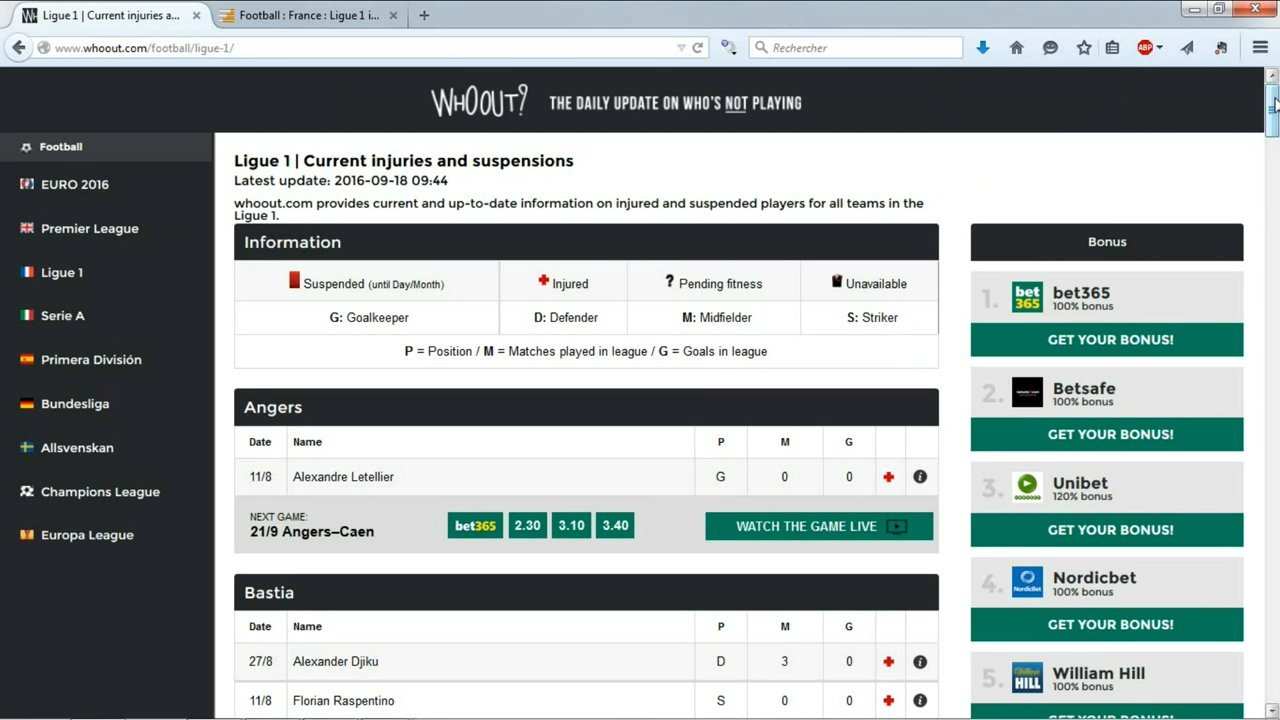 Ligue 1 | Current injuries a...
Football : France : Ligue 1 i...
www.whoout.com/football/ligue-1/
Rechercher
ABP
WHOOUT?
THE DAILY UPDATE ON WHO'S NOT PLAYING
Football
EURO 2016
Premier League
Ligue 1
Serie A
Primera División
Bundesliga
Allsvenskan
Champions League
Europa League
Ligue 1 | Current injuries and suspensions
Latest update: 2016-09-18 09:44
whoout.com provides current and up-to-date information on injured and suspended players for all teams in the
Ligue 1.
Information
Suspended (until Day/Month)
Injured
? Pending fitness
Unavailable
G: Goalkeeper
D: Defender
M: Midfielder
S: Striker
P = Position / M = Matches played in league / G = Goals in league
Angers
Date Name P M G
11/8 Alexandre Letellier G 0 0
NEXT GAME:
21/9 Angers–Caen
bet365 2.30 3.10 3.40
WATCH THE GAME LIVE
Bastia
Date Name P M G
27/8 Alexander Djiku D 3 0
11/8 Florian Raspentino S 0 0
Bonus
1. bet365 bet365
100% bonus
GET YOUR BONUS!
2. Betsafe
100% bonus
GET YOUR BONUS!
3. Unibet
120% bonus
GET YOUR BONUS!
4. NordicBet Nordicbet
100% bonus
GET YOUR BONUS!
5. William HILL William Hill
100% bonus
GET YOUR BONUS!